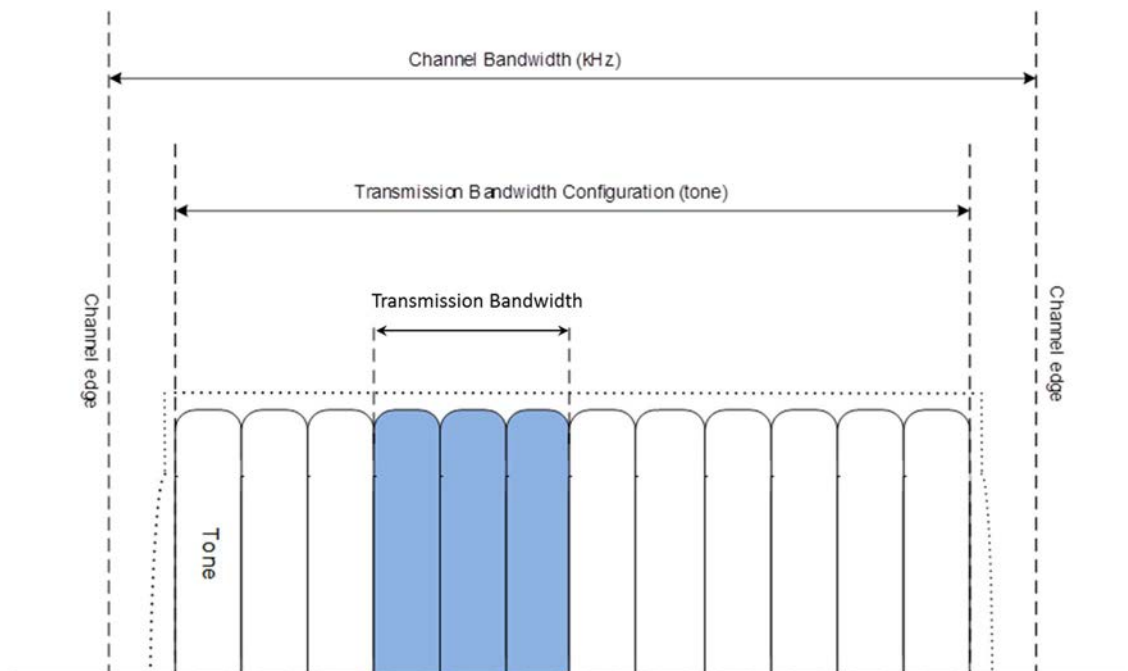 Channel Bandwidth (kHz)
Transmission Bandwidth Configuration (tone)
Transmission Bandwidth
Channel edge
Channel edge
Tone